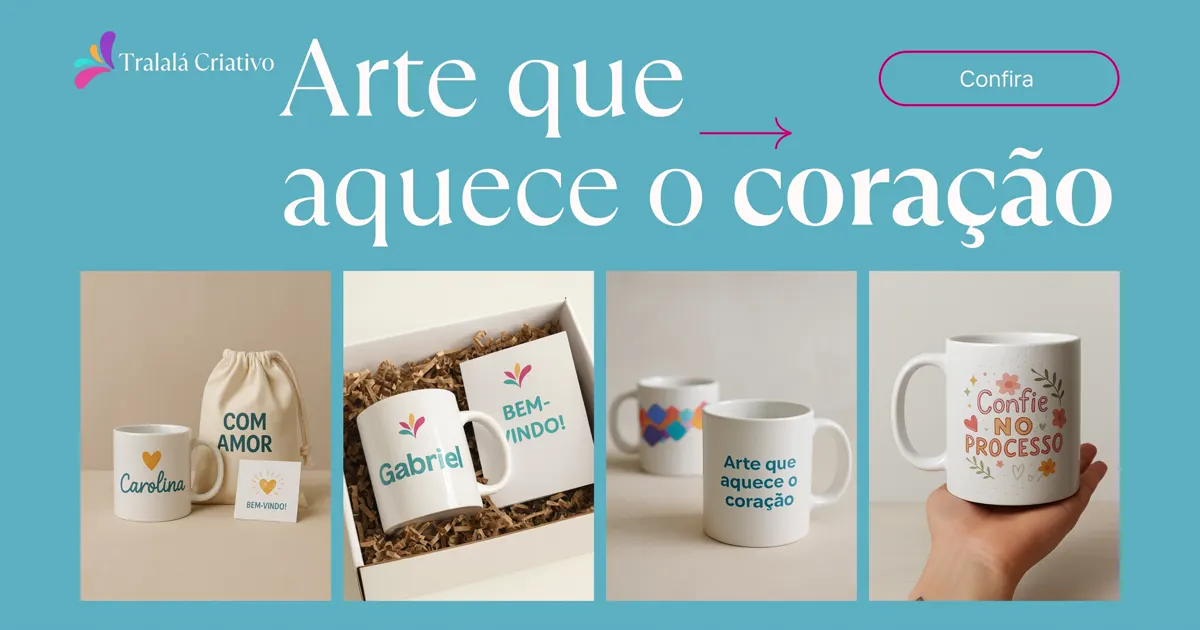 Tralalá Criativo
Arte que
aquece o coração
Confira
COM
AMOR
Carolina
BEM-VINDO!
Gabriel
BEM-
VINDO!
Arte que
aquece o
coração
Confie
NO
PROCESSO